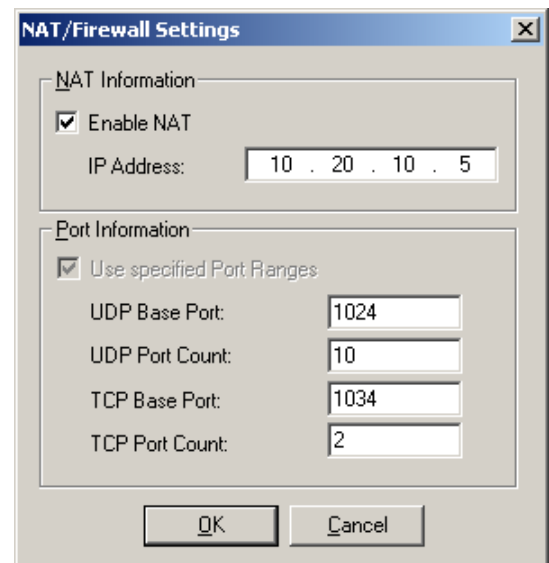 NAT/Firewall Settings
NAT Information
Enable NAT
IP Address: 10 . 20 . 10 . 5
Port Information
Use specified Port Ranges
UDP Base Port: 1024
UDP Port Count: 10
TCP Base Port: 1034
TCP Port Count: 2
OK Cancel